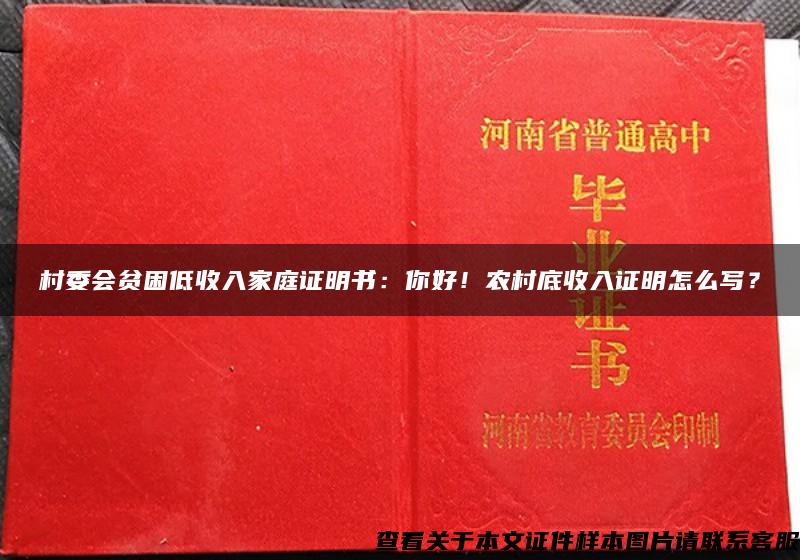 河南省普通高中
毕业证书
村委会贫困低收入家庭证明书：你好！农村底收入证明怎么写？
河南省教育委员会印制
查看关于本文证件样本图片请联系客服